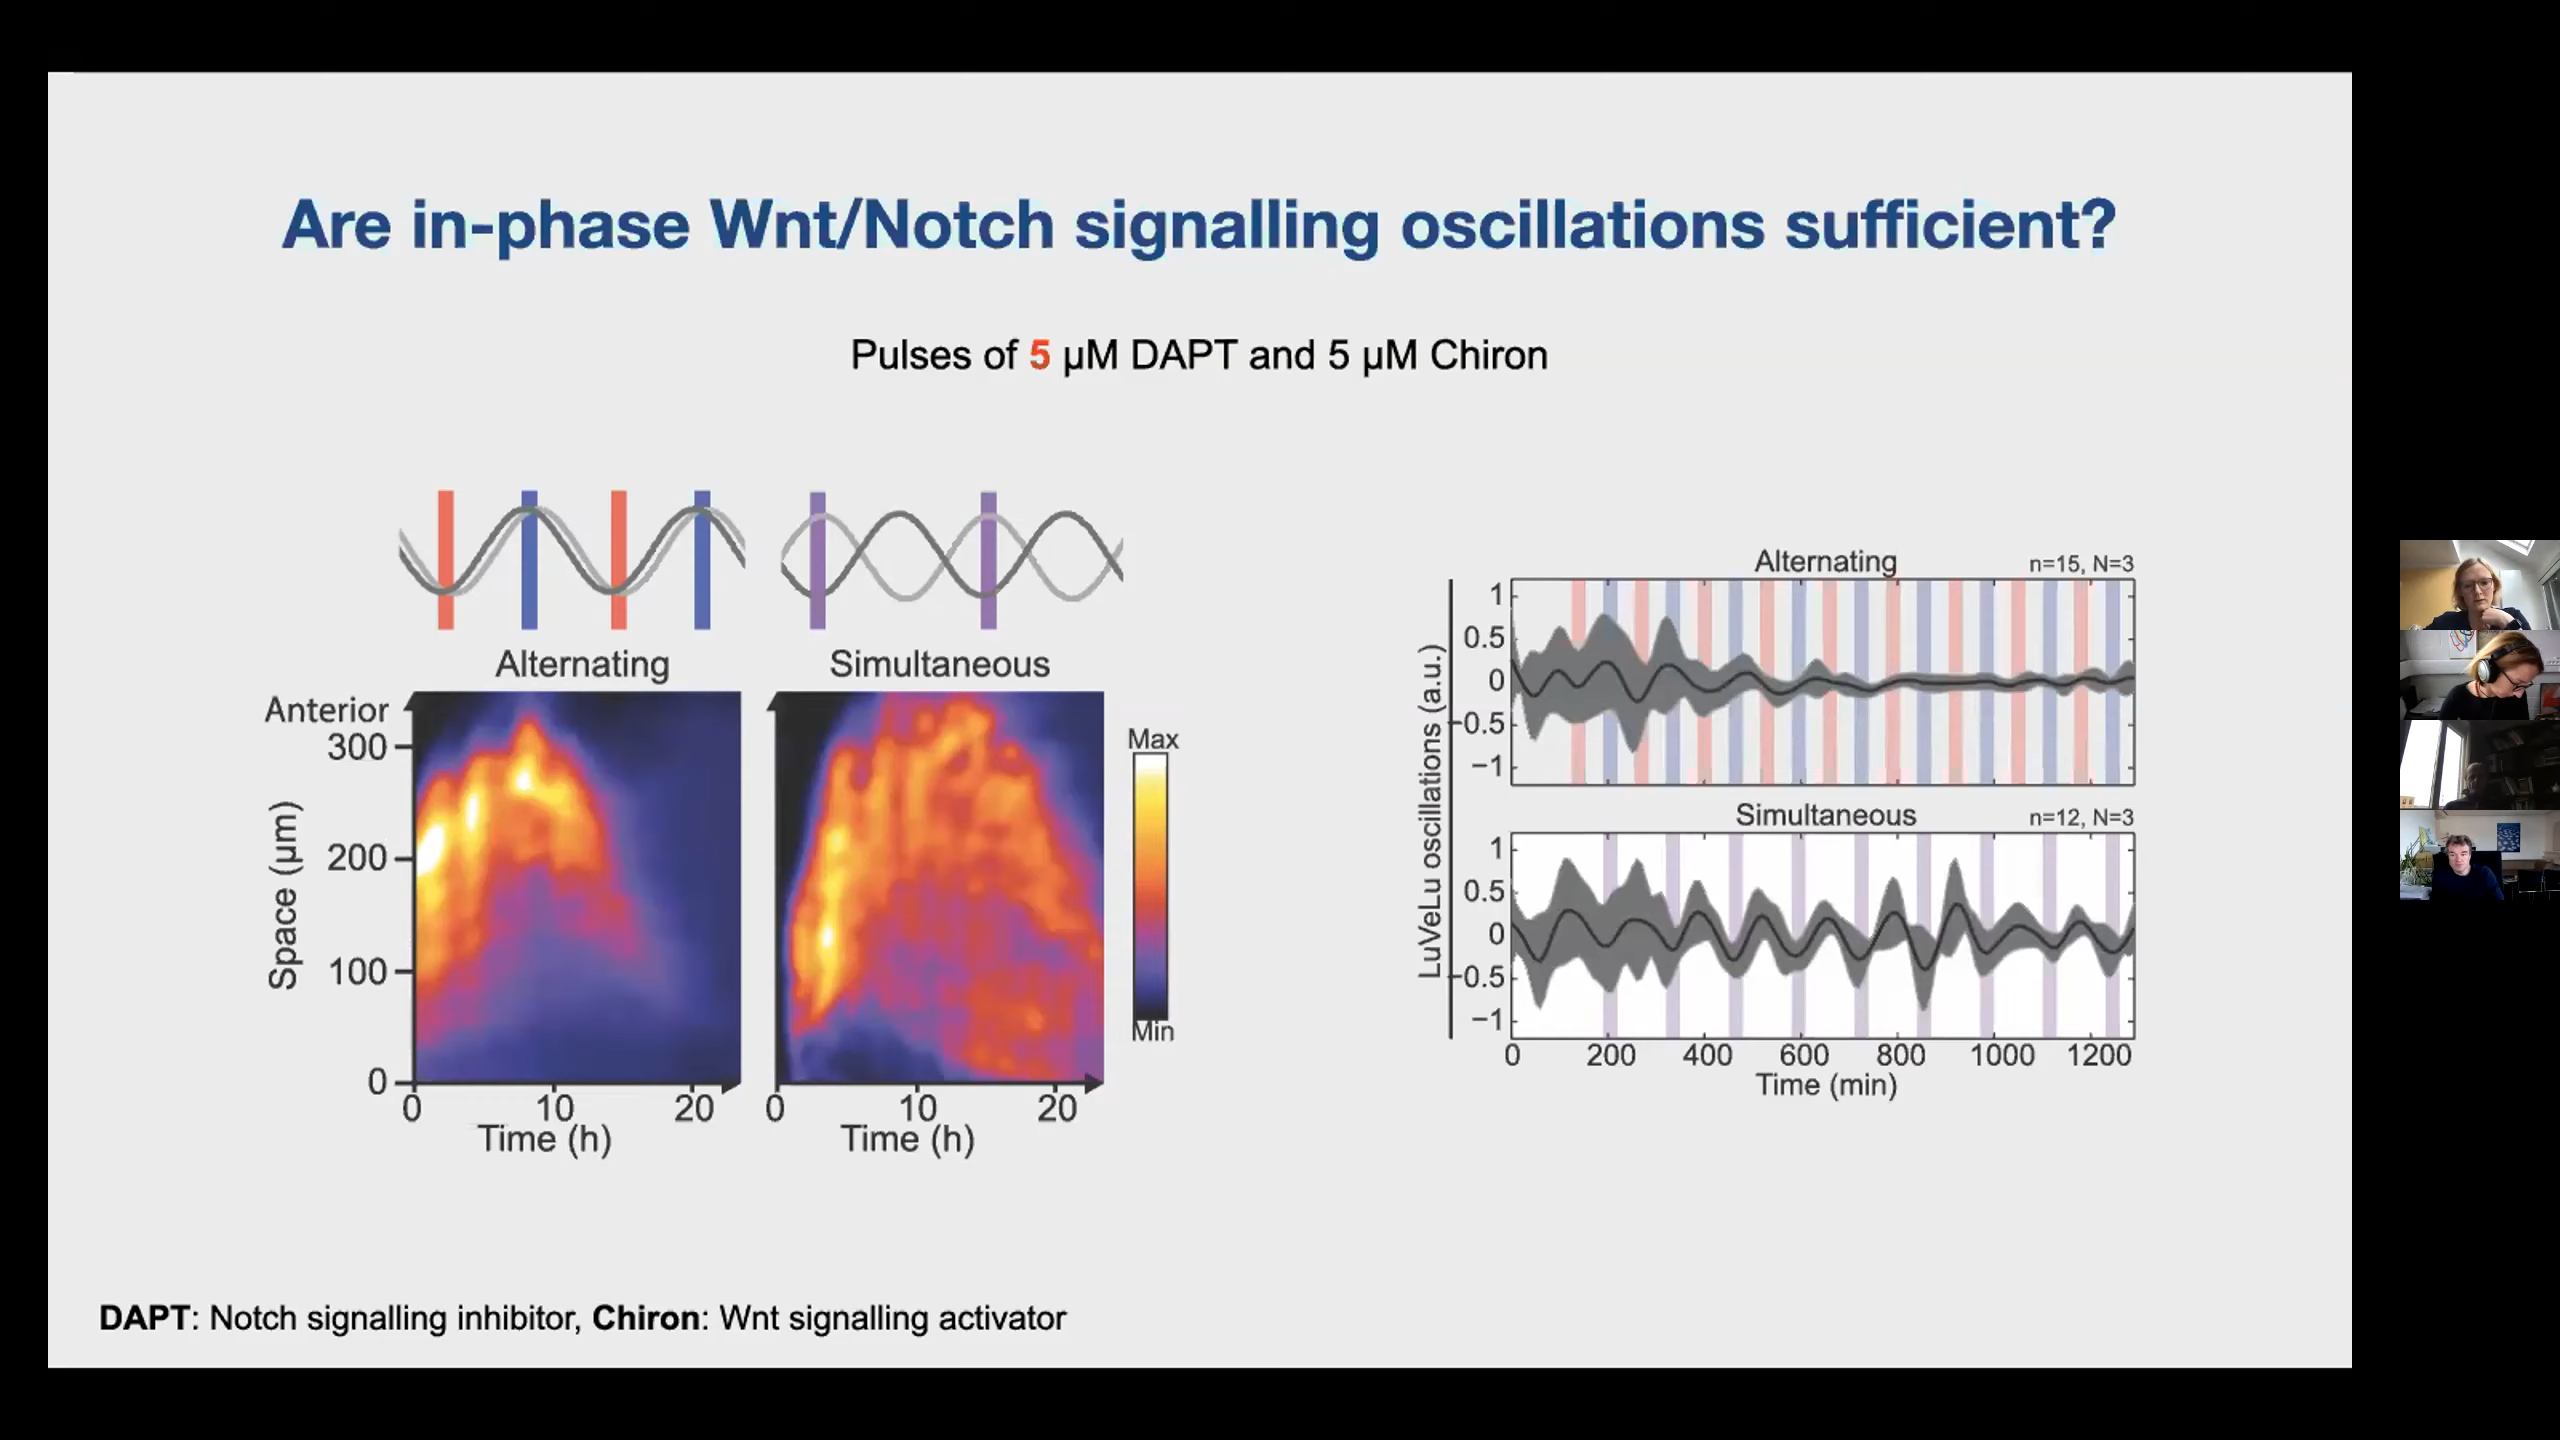 Are in-phase Wnt/Notch signalling oscillations sufficient?
Pulses of 5 µM DAPT and 5 µM Chiron
Alternating
Simultaneous
Anterior
300
200
100
0
Space (µm)
0 10 20
Time (h)
0 10 20
Time (h)
Max
Min
Alternating n=15, N=3
1
0.5
0
−0.5
−1
Simultaneous n=12, N=3
1
0.5
0
−0.5
−1
LuVeLu oscillations (a.u.)
0 200 400 600 800 1000 1200
Time (min)
DAPT: Notch signalling inhibitor, Chiron: Wnt signalling activator